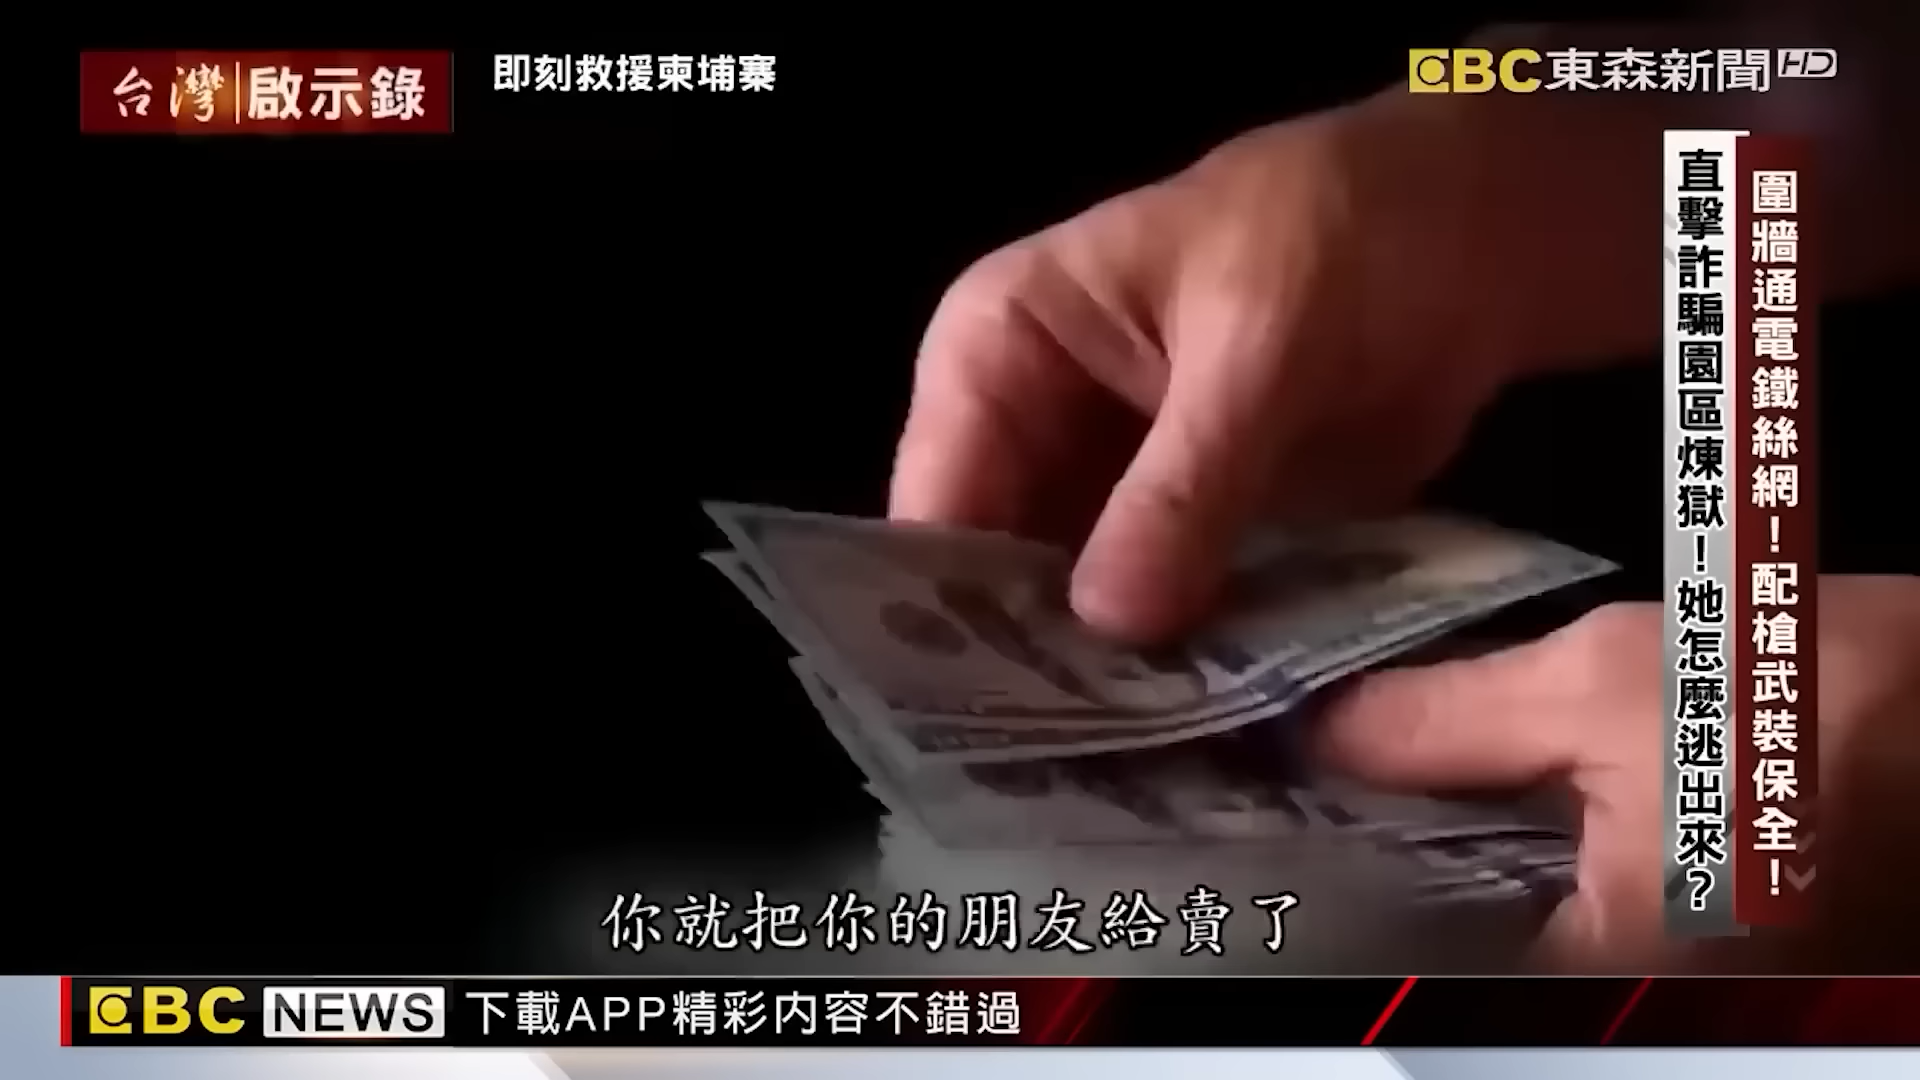 台灣啟示錄
即刻救援柬埔寨
EBC東森新聞HD
圍牆通電鐵絲網！配槍武裝保全！
直擊詐騙園區煉獄！她怎麼逃出來？
你就把你的朋友給賣了
EBC NEWS 下載APP精彩內容不錯過